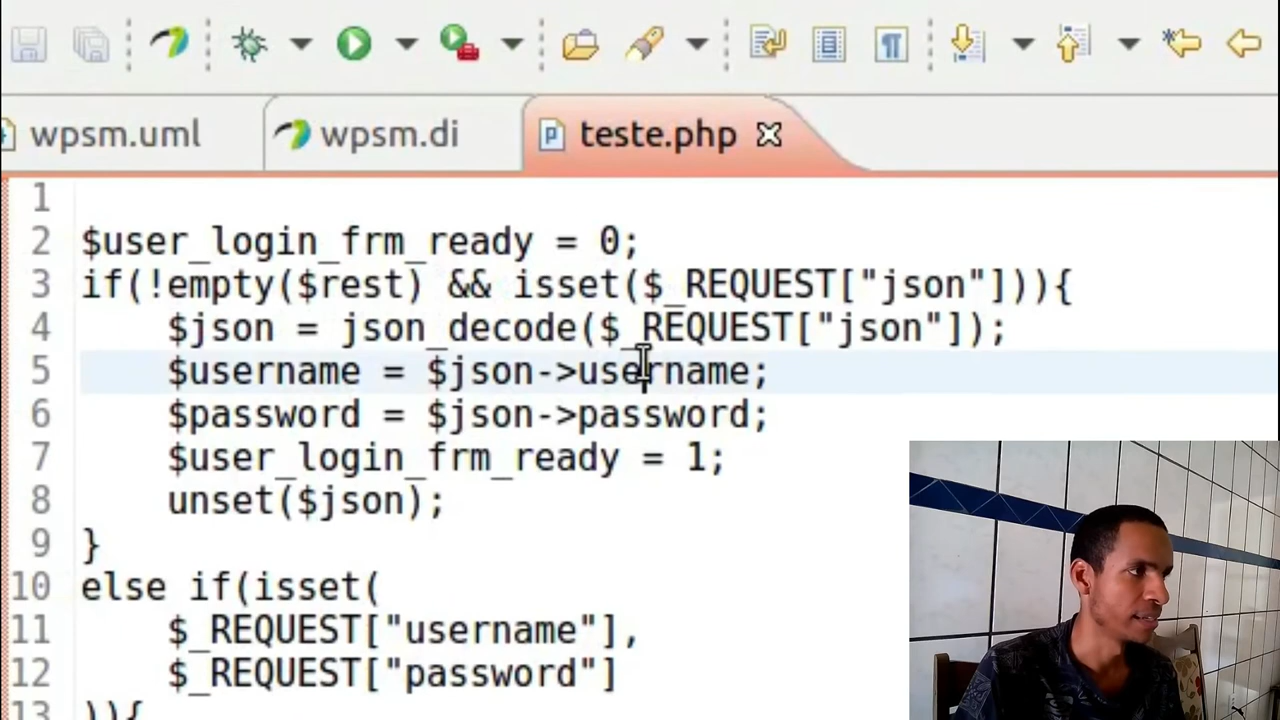 wpsm.uml wpsm.di teste.php
1
2 $user_login_frm_ready = 0;
3 if(!empty($rest) && isset($_REQUEST["json"])){
4 $json = json_decode($_REQUEST["json"]);
5 $username = $json->username;
6 $password = $json->password;
7 $user_login_frm_ready = 1;
8 unset($json);
9 }
10 else if(isset(
11 $_REQUEST["username"],
12 $_REQUEST["password"]
13 )){